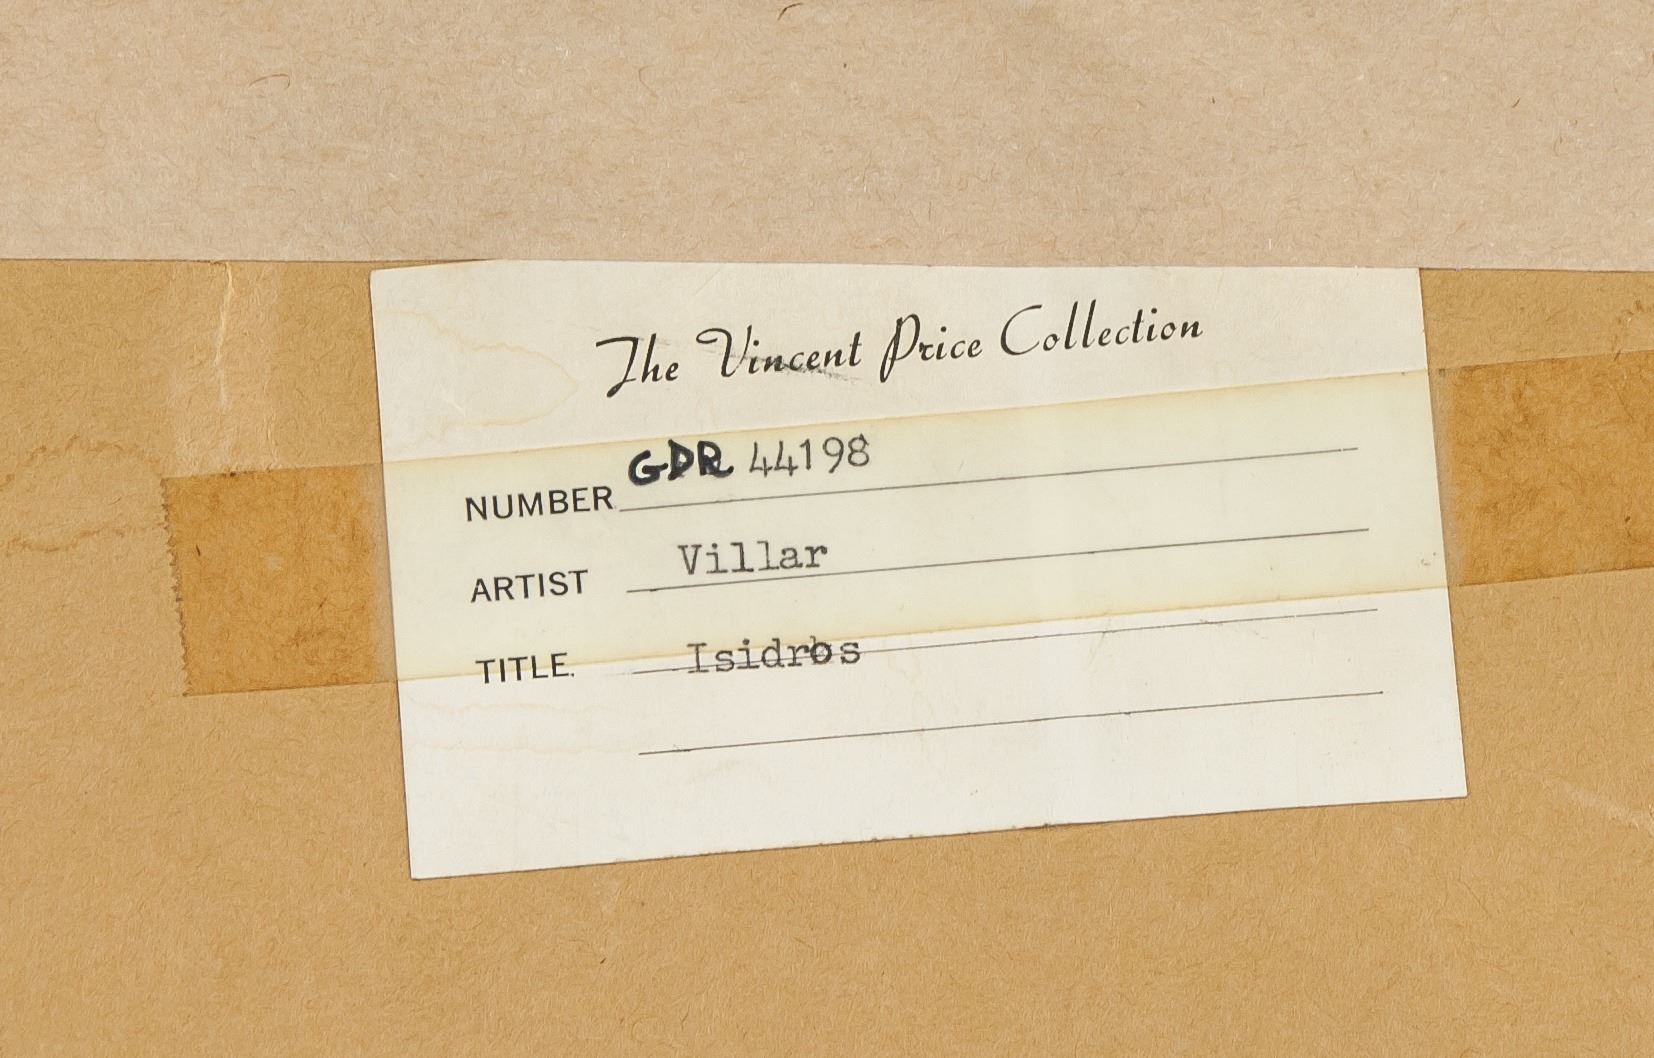 The Vincent Price Collection
NUMBER GDR 44198
ARTIST Villar
TITLE. Isidros